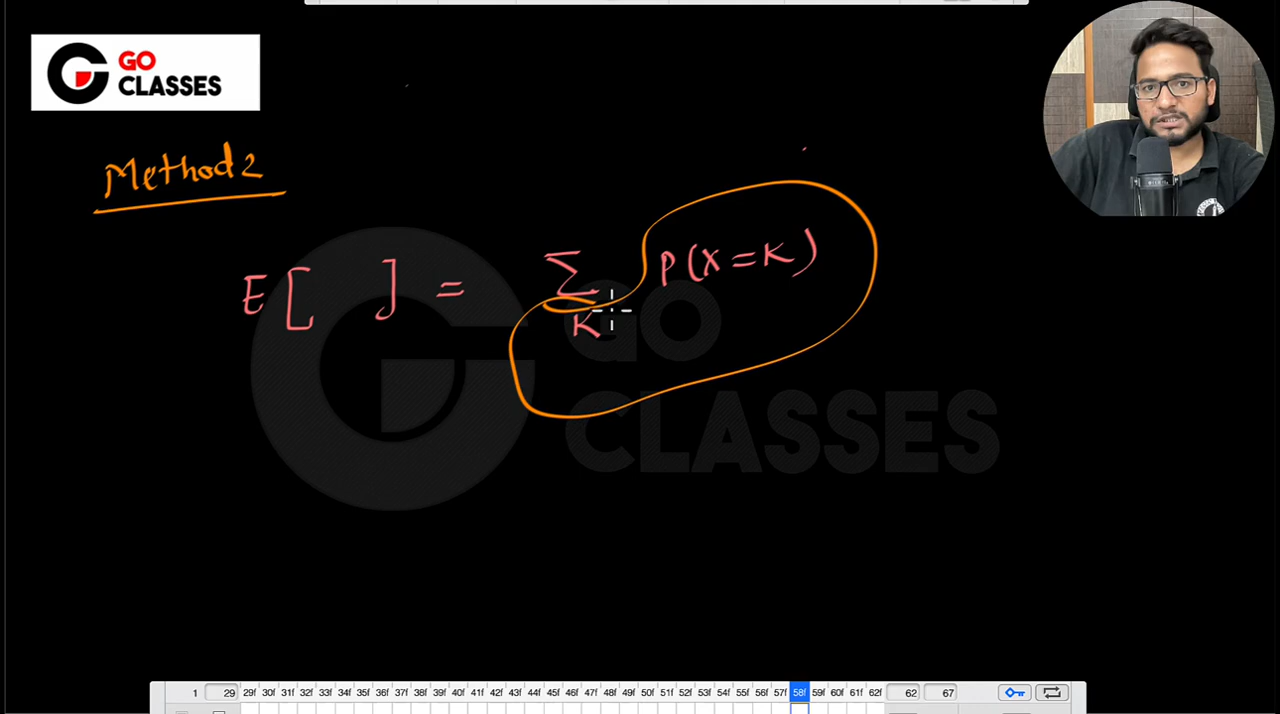 GO
CLASSES
Method 2
E[ ] = Σ P(X=K)
K
GO
CLASSES
1 29 29f 30f 31f 32f 33f 34f 35f 36f 37f 38f 39f 40f 41f 42f 43f 44f 45f 46f 47f 48f 49f 50f 51f 52f 53f 54f 55f 56f 57f 58f 59f 60f 61f 62f 62 67